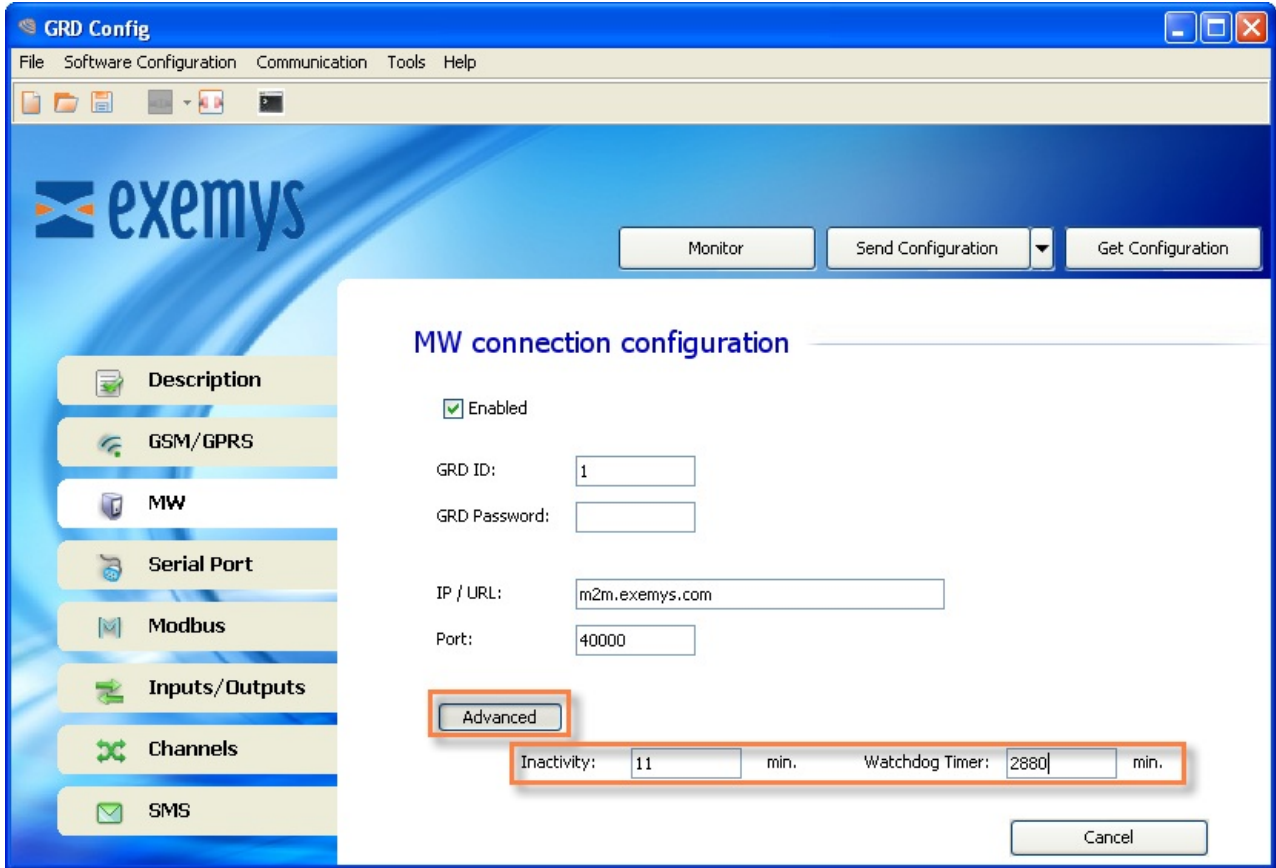 GRD Config
File Software Configuration Communication Tools Help
exemys
Monitor Send Configuration Get Configuration
MW connection configuration
Description
Enabled
GSM/GPRS
GRD ID: 1
MW
GRD Password:
Serial Port
IP / URL: m2m.exemys.com
Modbus
Port: 40000
Inputs/Outputs
Advanced
Channels
Inactivity: 11 min. Watchdog Timer: 2880 min.
SMS
Cancel